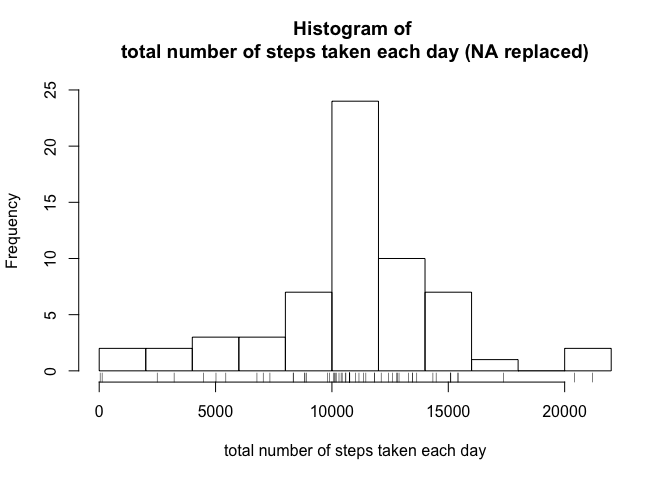 Histogram of
total number of steps taken each day (NA replaced)
Frequency
25
20
15
10
5
0
0 5000 10000 15000 20000
total number of steps taken each day